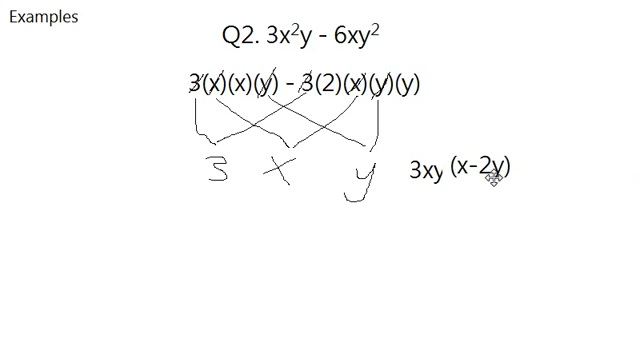 Examples
Q2. 3x²y - 6xy²
3(x)(x)(y) - 3(2)(x)(y)(y)
3 x y 3xy (x-2y)